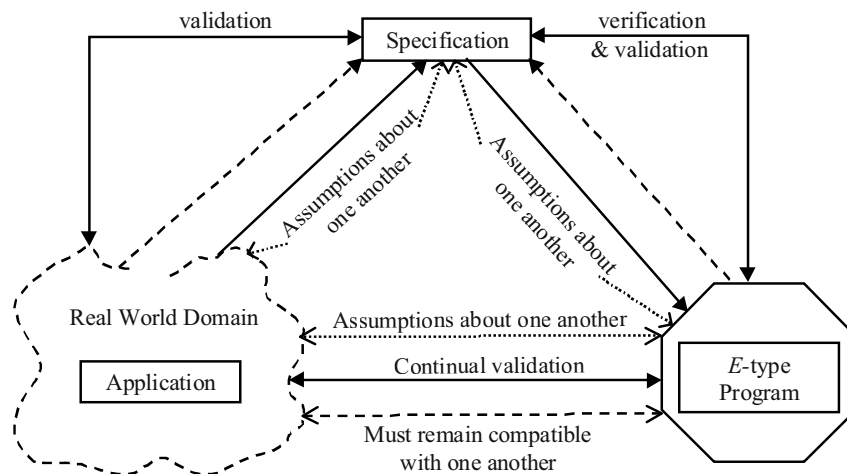 validation
Specification
verification
& validation
Assumptions about
one another
Assumptions about
one another
Real World Domain
Application
Assumptions about one another
Continual validation
Must remain compatible
with one another
E-type
Program